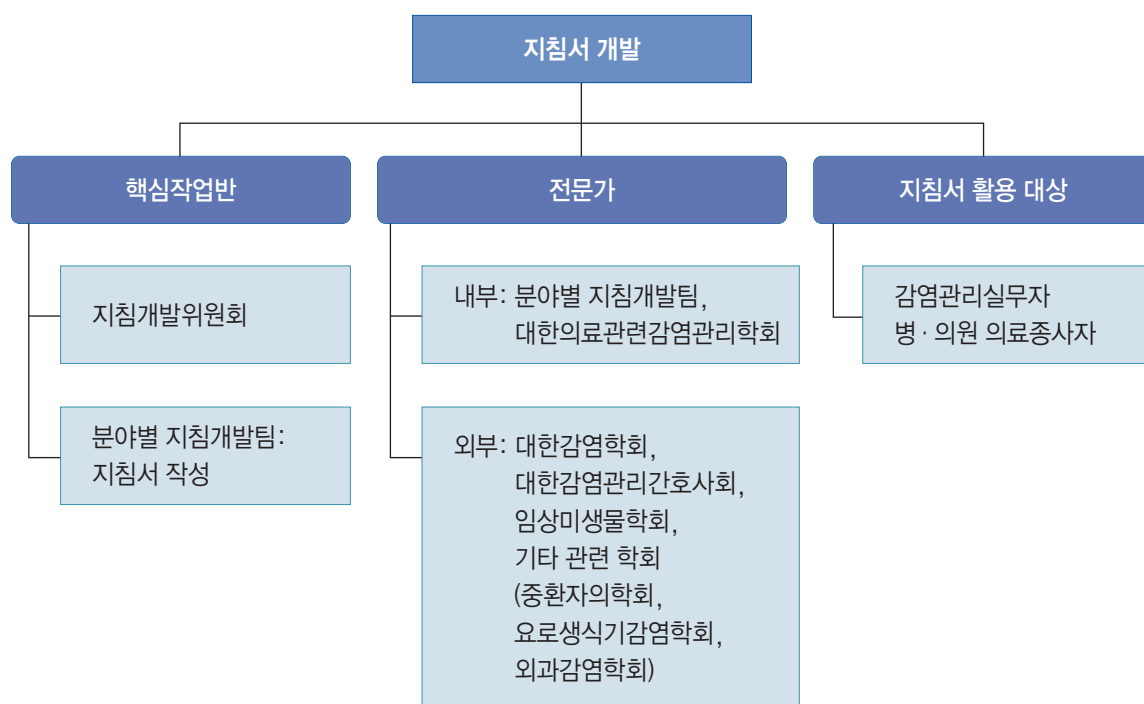 지침서 개발
핵심작업반
전문가
지침서 활용 대상
지침개발위원회
분야별 지침개발팀:
지침서 작성
내부: 분야별 지침개발팀,
대한의료관련감염관리학회
외부: 대한감염학회,
대한감염관리간호사회,
임상미생물학회,
기타 관련 학회
(중환자의학회,
요로생식기감염학회,
외과감염학회)
감염관리실무자
병·의원 의료종사자